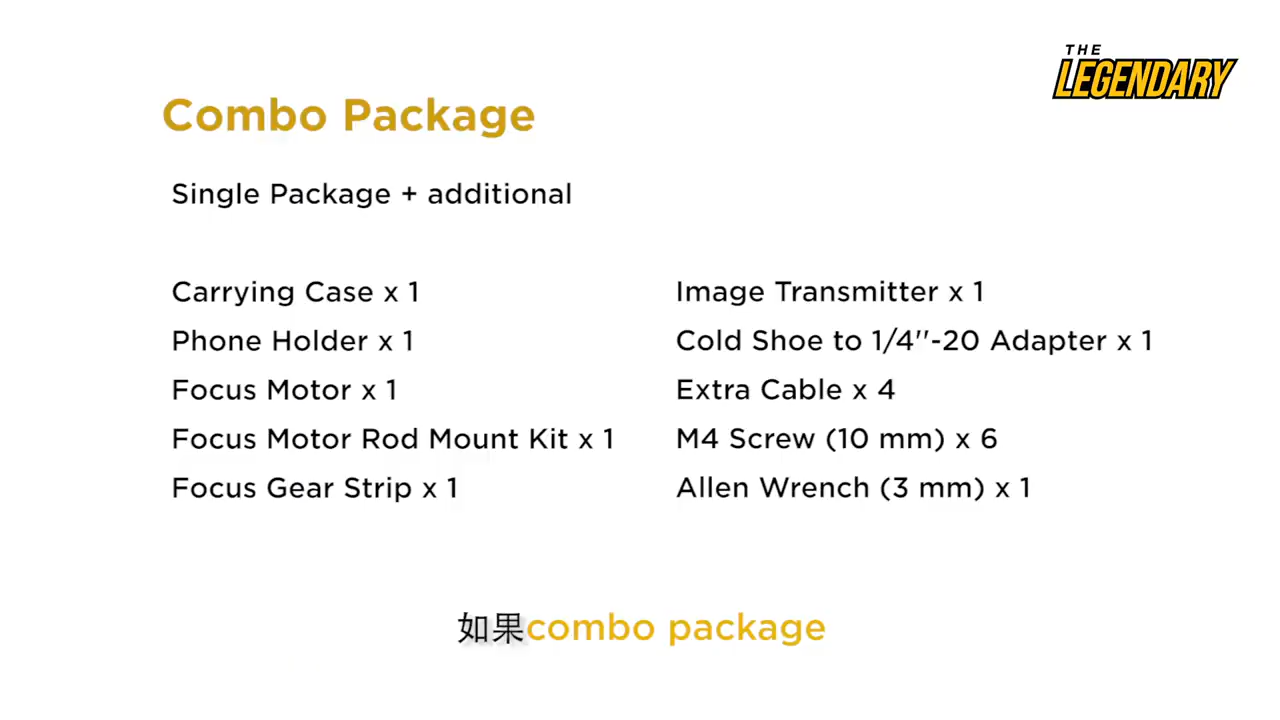 THE
LEGENDARY
Combo Package
Single Package + additional
Carrying Case x 1
Phone Holder x 1
Focus Motor x 1
Focus Motor Rod Mount Kit x 1
Focus Gear Strip x 1
Image Transmitter x 1
Cold Shoe to 1/4''-20 Adapter x 1
Extra Cable x 4
M4 Screw (10 mm) x 6
Allen Wrench (3 mm) x 1
如果combo package